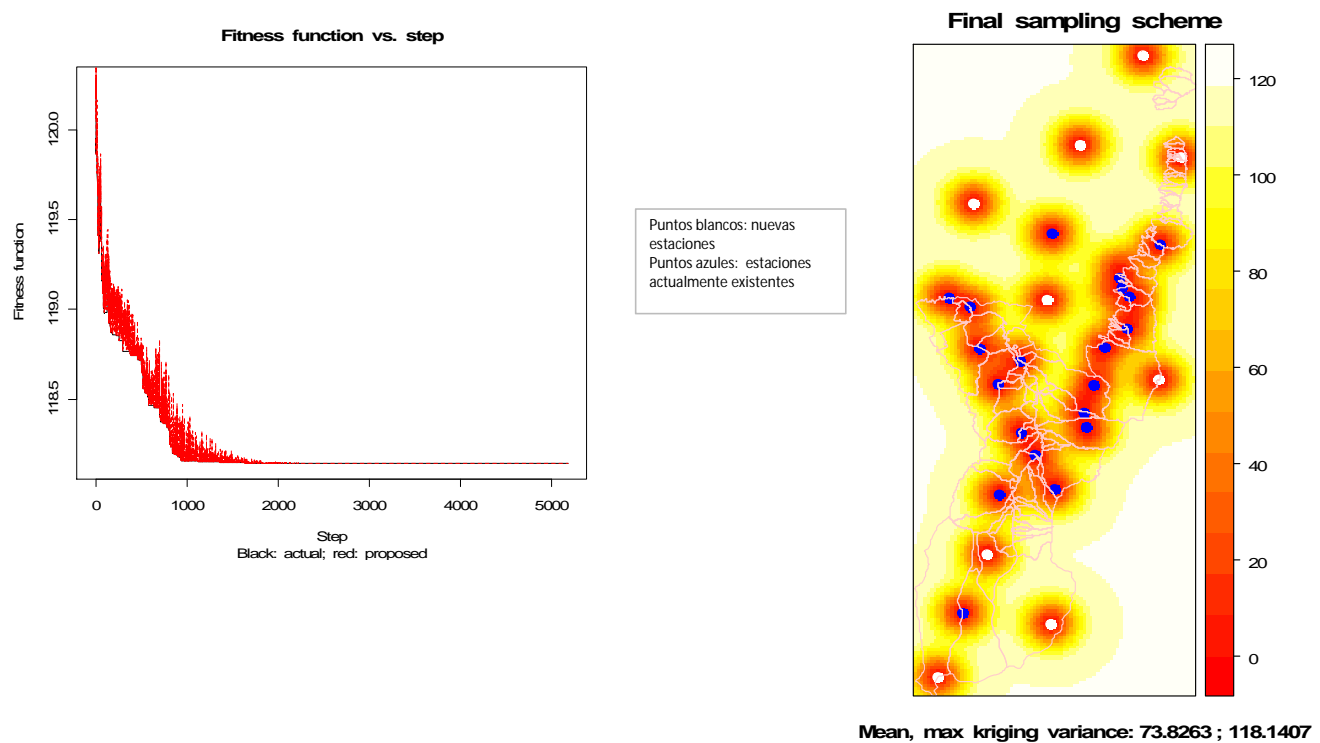 Fitness function vs. step
Fitness function
120.0
119.5
119.0
118.5
0 1000 2000 3000 4000 5000
Step
Black: actual; red: proposed
Puntos blancos: nuevas
estaciones
Puntos azules: estaciones
actualmente existentes
Final sampling scheme
120
100
80
60
40
20
0
Mean, max kriging variance: 73.8263 ; 118.1407